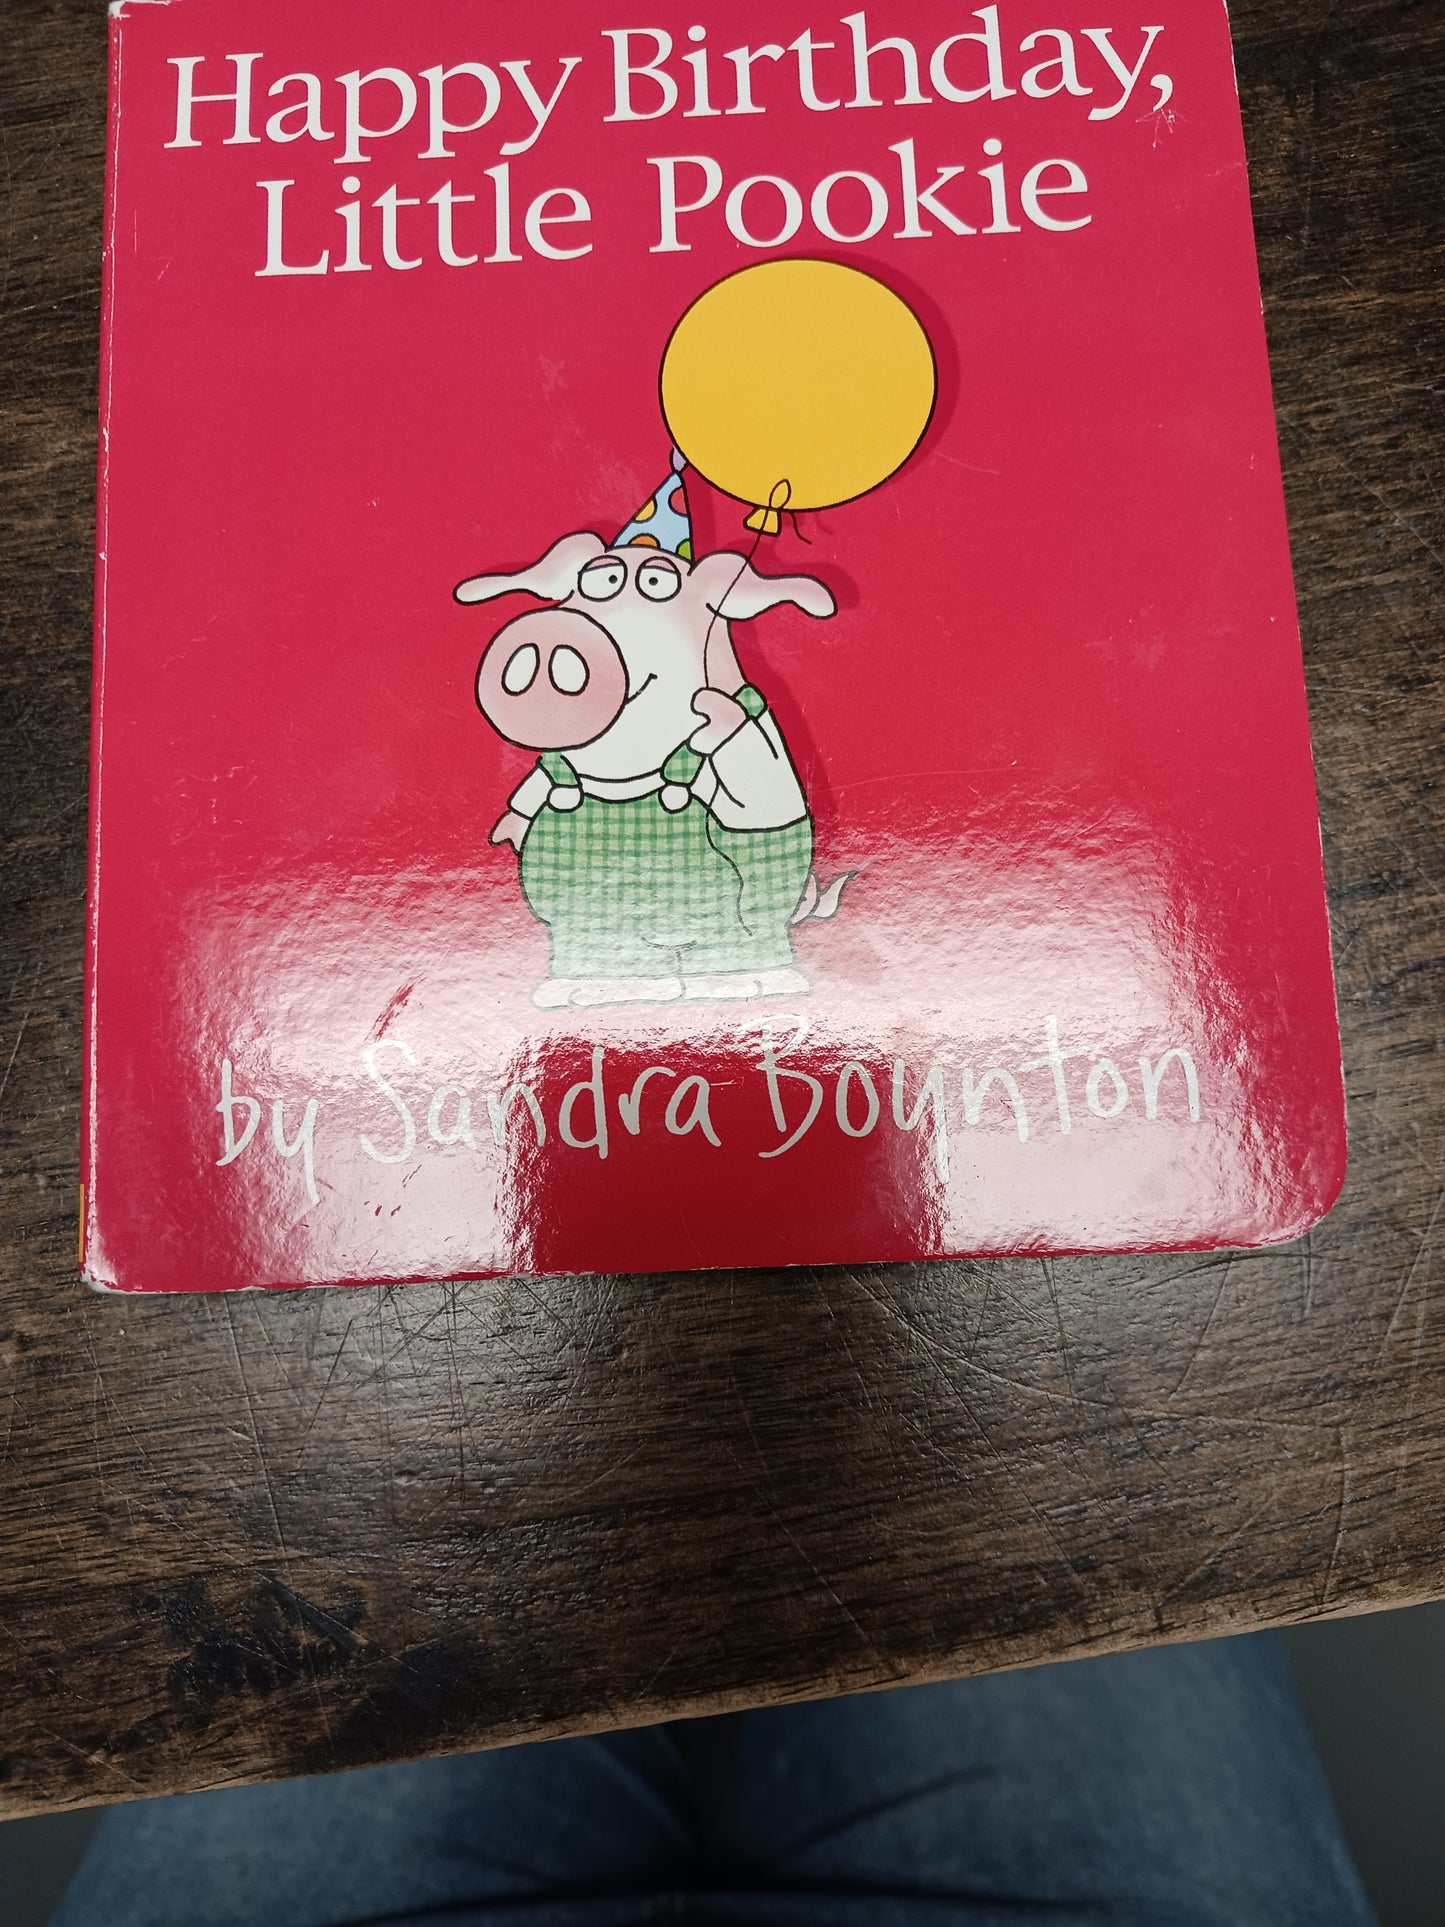 Happy Birthday,
Little Pookie
by Sandra Boynton